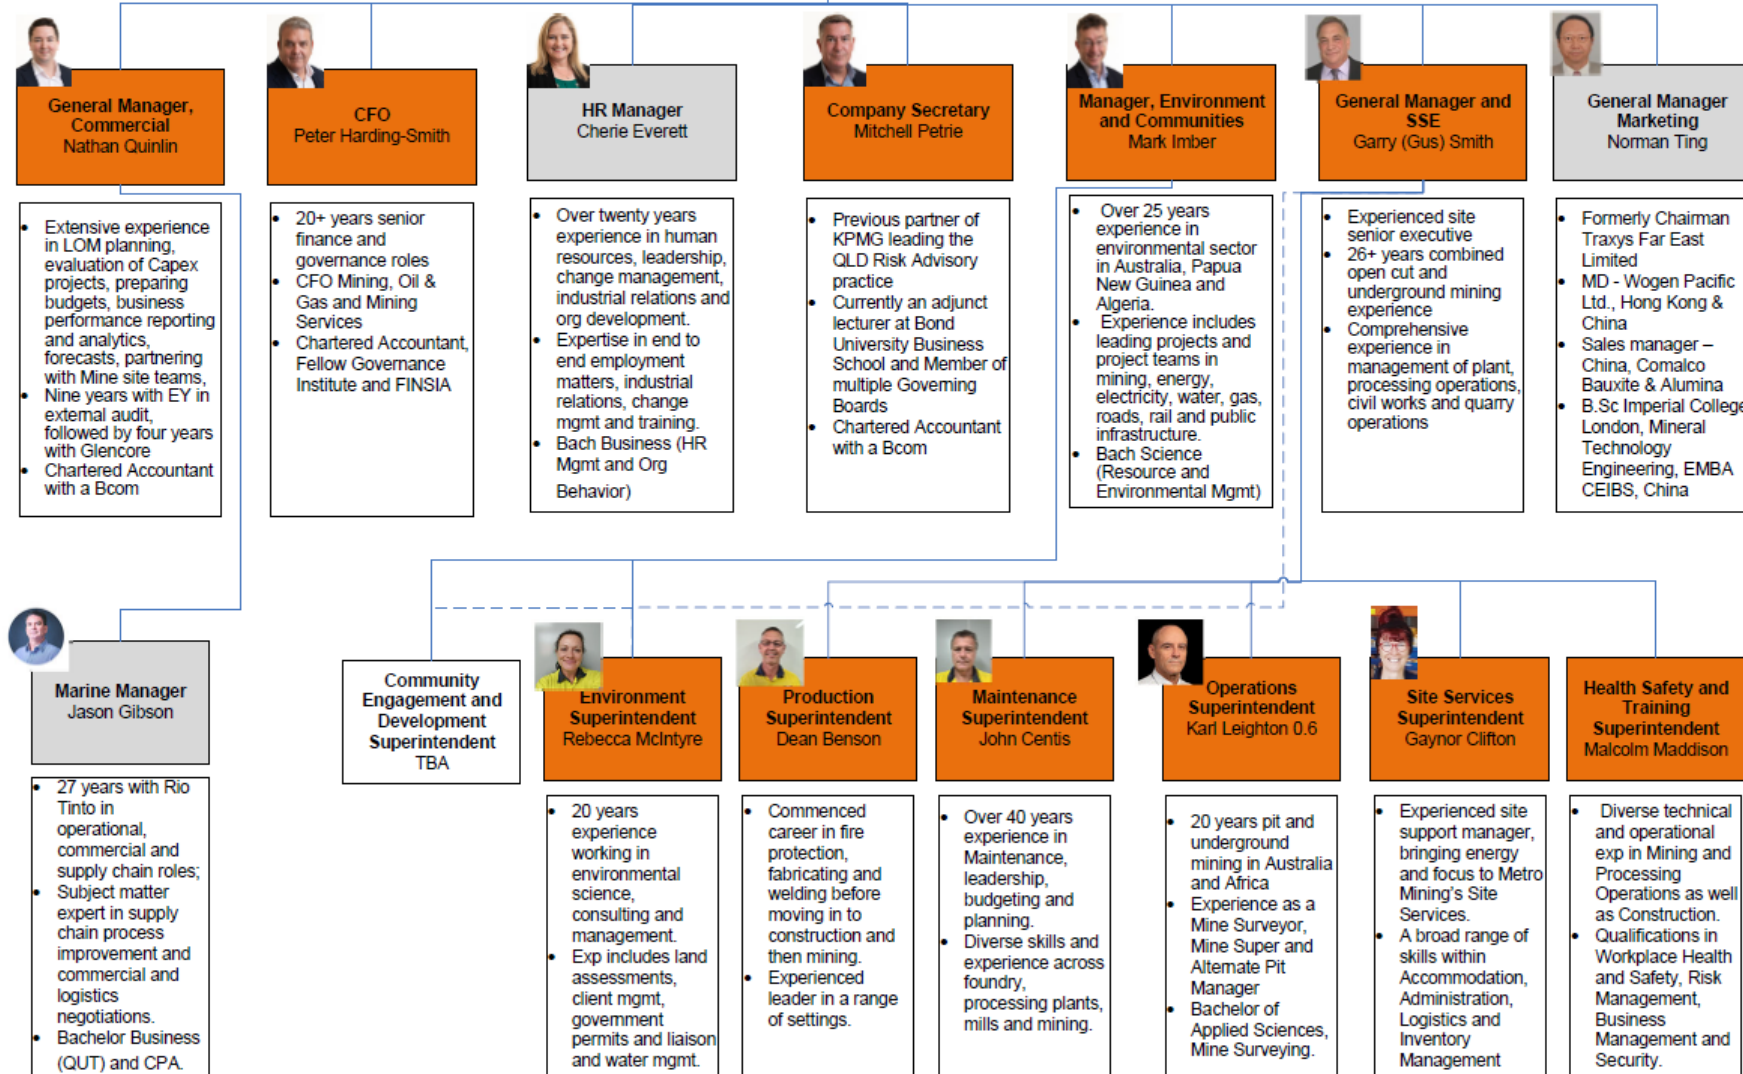 General Manager,
Commercial
Nathan Quinlin
CFO
Peter Harding-Smith
HR Manager
Cherie Everett
Company Secretary
Mitchell Petrie
Manager, Environment
and Communities
Mark Imber
General Manager and
SSE
Garry (Gus) Smith
General Manager
Marketing
Norman Ting
• Extensive experience
in LOM planning,
evaluation of Capex
projects, preparing
budgets, business
performance reporting
and analytics,
forecasts, partnering
with Mine site teams,
• Nine years with EY in
external audit,
followed by four years
with Glencore
• Chartered Accountant
with a Bcom
• 20+ years senior
finance and
governance roles
• CFO Mining, Oil &
Gas and Mining
Services
• Chartered Accountant,
Fellow Governance
Institute and FINSIA
• Over twenty years
experience in human
resources, leadership,
change management,
industrial relations and
org development.
• Expertise in end to
end employment
matters, industrial
relations, change
mgmt and training.
• Bach Business (HR
Mgmt and Org
Behavior)
• Previous partner of
KPMG leading the
QLD Risk Advisory
practice
• Currently an adjunct
lecturer at Bond
University Business
School and Member of
multiple Governing
Boards
• Chartered Accountant
with a Bcom
• Over 25 years
experience in
environmental sector
in Australia, Papua
New Guinea and
Algeria.
• Experience includes
leading projects and
project teams in
mining, energy,
electricity, water, gas,
roads, rail and public
infrastructure.
• Bach Science
(Resource and
Environmental Mgmt)
• Experienced site
senior executive
• 26+ years combined
open cut and
underground mining
experience
• Comprehensive
experience in
management of plant,
processing operations,
civil works and quarry
operations
• Formerly Chairman
Traxys Far East
Limited
• MD - Wogen Pacific
Ltd., Hong Kong &
China
• Sales manager –
China, Comalco
Bauxite & Alumina
• B.Sc Imperial College
London, Mineral
Technology
Engineering, EMBA
CEIBS, China
Marine Manager
Jason Gibson
Community
Engagement and
Development
Superintendent
TBA
Environment
Superintendent
Rebecca McIntyre
Production
Superintendent
Dean Benson
Maintenance
Superintendent
John Centis
Operations
Superintendent
Karl Leighton 0.6
Site Services
Superintendent
Gaynor Clifton
Health Safety and
Training
Superintendent
Malcolm Maddison
• 27 years with Rio
Tinto in
operational,
commercial and
supply chain roles;
• Subject matter
expert in supply
chain process
improvement and
commercial and
logistics
negotiations.
• Bachelor Business
(QUT) and CPA.
• 20 years
experience
working in
environmental
science,
consulting and
management.
• Exp includes land
assessments,
client mgmt,
government
permits and liaison
and water mgmt.
• Commenced
career in fire
protection,
fabricating and
welding before
moving in to
construction and
then mining.
• Experienced
leader in a range
of settings.
• Over 40 years
experience in
Maintenance,
leadership,
budgeting and
planning.
• Diverse skills and
experience across
foundry,
processing plants,
mills and mining.
• 20 years pit and
underground
mining in Australia
and Africa
• Experience as a
Mine Surveyor,
Mine Super and
Alternate Pit
Manager
• Bachelor of
Applied Sciences,
Mine Surveying.
• Experienced site
support manager,
bringing energy
and focus to Metro
Mining's Site
Services.
• A broad range of
skills within
Accommodation,
Administration,
Logistics and
Inventory
Management
• Diverse technical
and operational
exp in Mining and
Processing
Operations as well
as Construction.
• Qualifications in
Workplace Health
and Safety, Risk
Management,
Business
Management and
Security.